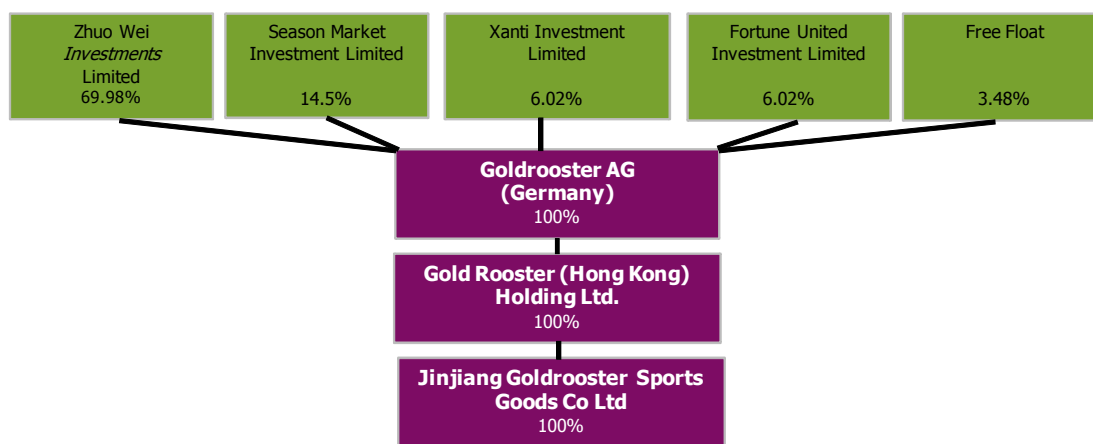 Zhuo Wei
Investments
Limited
69.98%
Season Market
Investment Limited
14.5%
Xanti Investment
Limited
6.02%
Fortune United
Investment Limited
6.02%
Free Float
3.48%
Goldrooster AG
(Germany)
100%
Gold Rooster (Hong Kong)
Holding Ltd.
100%
Jinjiang Goldrooster Sports
Goods Co Ltd
100%